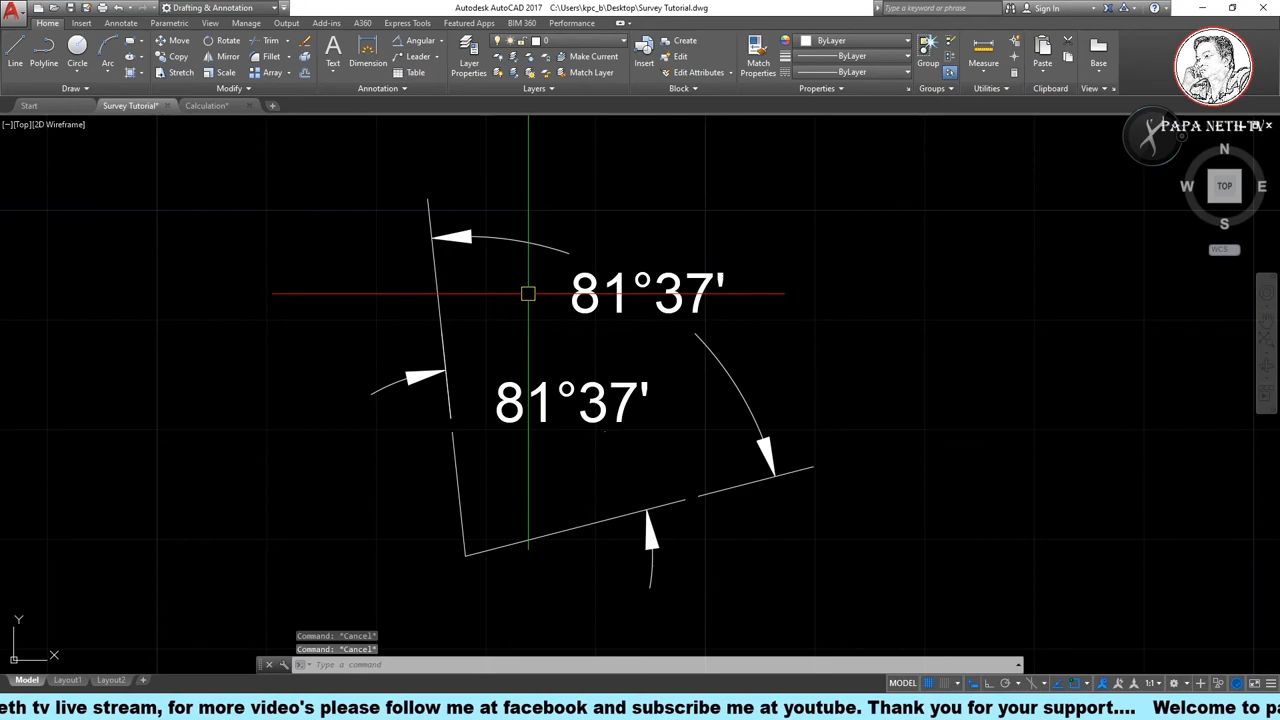 Drafting & Annotation
Autodesk AutoCAD 2017 C:\Users\kpc_b\Desktop\Survey Tutorial.dwg
Type a keyword or phrase
Sign In
Home Insert Annotate Parametric View Manage Output Add-ins A360 Express Tools Featured Apps BIM 360 Performance
Line Polyline Circle Arc
Move Rotate Trim
Copy Mirror Fillet
Stretch Scale Array
Text Dimension
Angular
Leader
Table
Layer Properties
0
Make Current
Match Layer
Insert
Create
Edit
Edit Attributes
Match Properties
ByLayer
ByLayer
ByLayer
Group
Measure
Paste
Base
Draw Modify Annotation Layers Block Properties Groups Utilities Clipboard View
Start Survey Tutorial* Calculation*
[−][Top][2D Wireframe]
PAPA NETH TV
N
W TOP E
S
WCS
81°37'
81°37'
Y
X
Command: *Cancel*
Command: *Cancel*
Type a command
Model Layout1 Layout2 +
MODEL 1:1
eth tv live stream, for more video's please follow me at facebook and subscribe me at youtube. Thank you for your support.... Welcome to pa